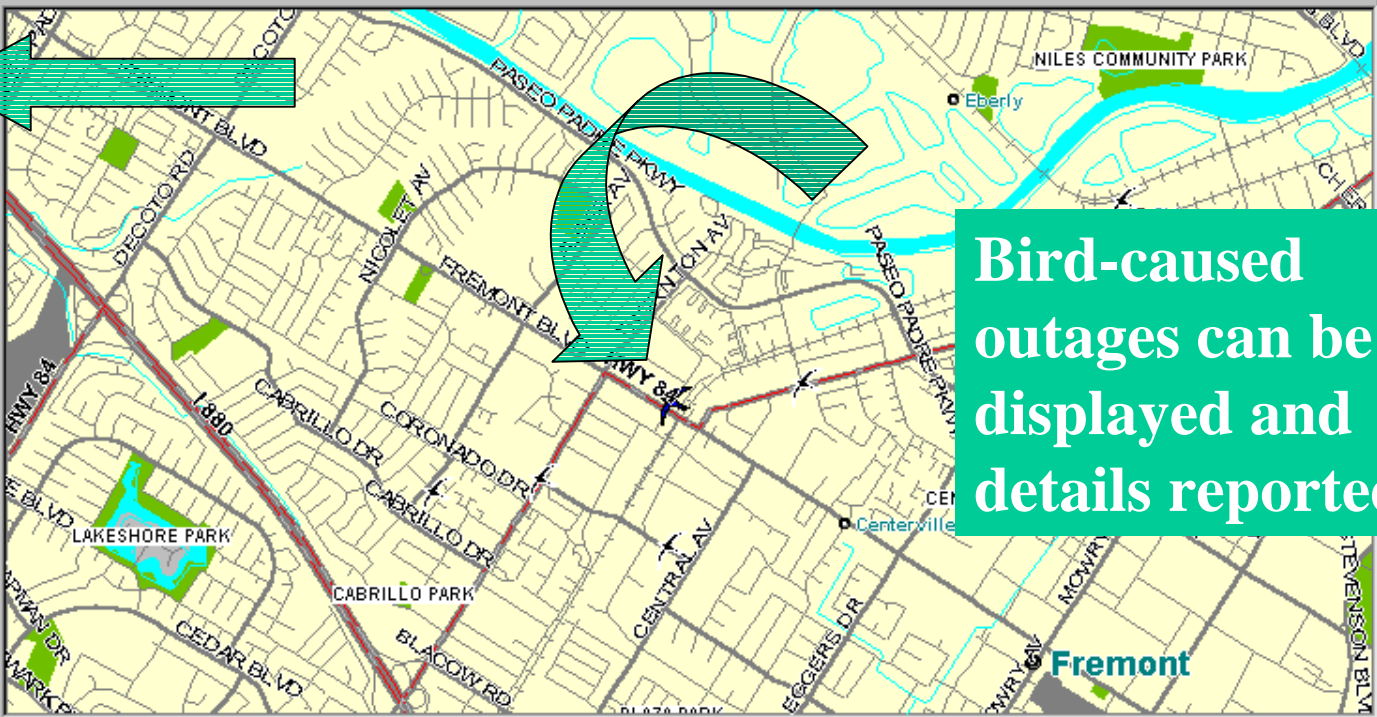 NILES COMMUNITY PARK
Eberly
PASEO PADRE PKWY
DECOTO RD
NICOLET AV
FREMONT BLVD
PASEO PADRE PKWY
HWY 84
HWY 84
I 880
CABRILLO DR
CORONADO DR
CABRILLO DR
LAKESHORE PARK
CABRILLO PARK
CENTRAL AV
Centerville
BLACOW RD
CEDAR BLVD
EGGERS DR
MOWRY
Fremont
STEVENSON BLV
Bird-caused
outages can be
displayed and
details reporte